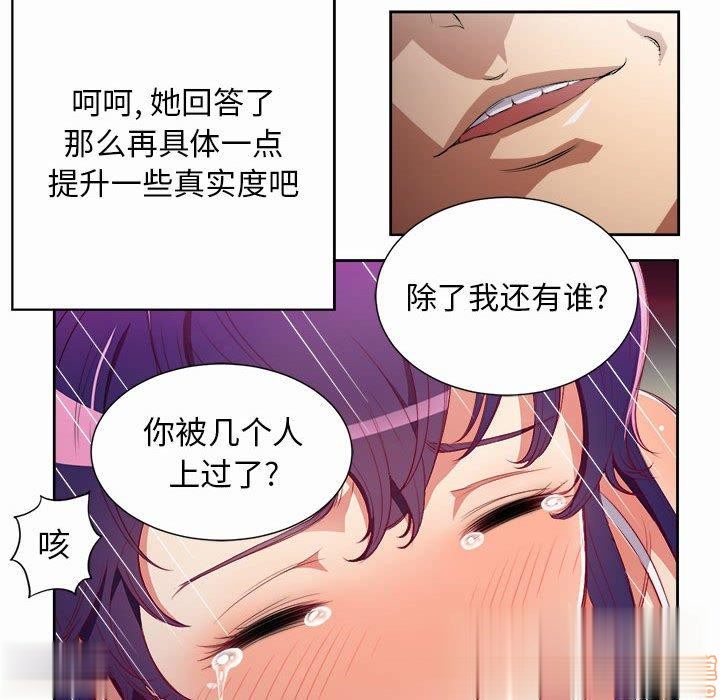 呵呵, 她回答了
那么再具体一点
提升一些真实度吧
除了我还有谁?
你被几个人
上过了?
咳